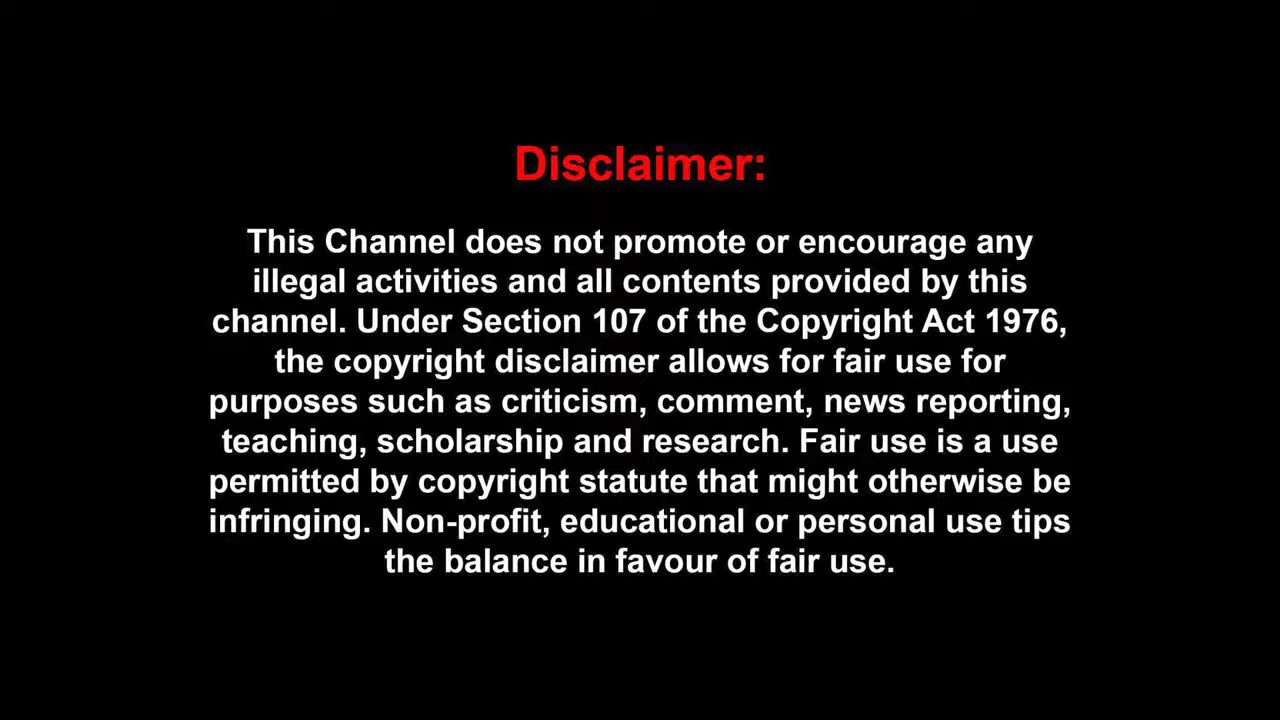 Disclaimer:
This Channel does not promote or encourage any
illegal activities and all contents provided by this
channel. Under Section 107 of the Copyright Act 1976,
the copyright disclaimer allows for fair use for
purposes such as criticism, comment, news reporting,
teaching, scholarship and research. Fair use is a use
permitted by copyright statute that might otherwise be
infringing. Non-profit, educational or personal use tips
the balance in favour of fair use.